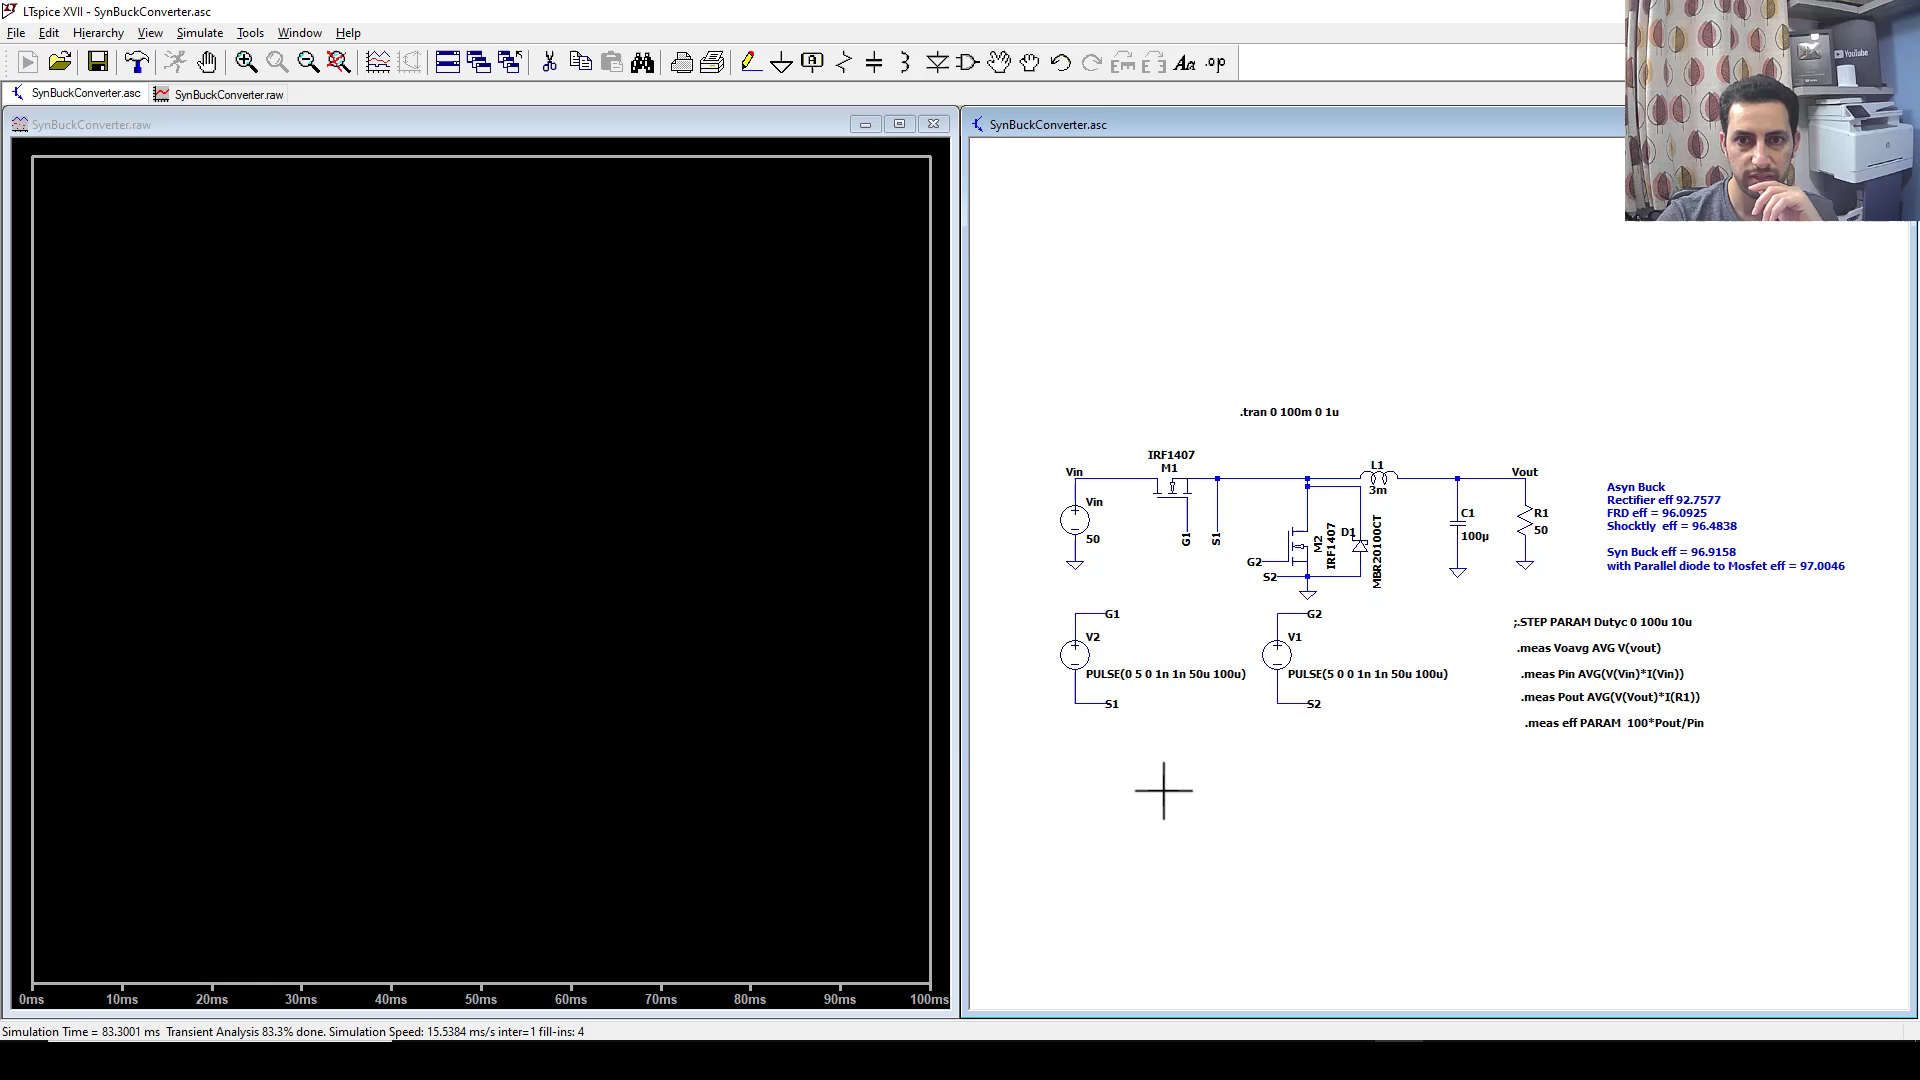 LTspice XVII - SynBuckConverter.asc
File Edit Hierarchy View Simulate Tools Window Help
SynBuckConverter.asc SynBuckConverter.raw
SynBuckConverter.raw
0ms 10ms 20ms 30ms 40ms 50ms 60ms 70ms 80ms 90ms 100ms
SynBuckConverter.asc
YouTube
.tran 0 100m 0 1u
IRF1407
M1
Vin
Vin
50
G1
S1
L1
3m
Vout
M2
IRF1407
D1
MBR20100CT
G2
S2
C1
100µ
R1
50
Asyn Buck
Rectifier eff 92.7577
FRD eff = 96.0925
Shocktly eff = 96.4838
Syn Buck eff = 96.9158
with Parallel diode to Mosfet eff = 97.0046
G1
V2
PULSE(0 5 0 1n 1n 50u 100u)
S1
G2
V1
PULSE(5 0 0 1n 1n 50u 100u)
S2
;.STEP PARAM Dutyc 0 100u 10u
.meas Voavg AVG V(vout)
.meas Pin AVG(V(Vin)*I(Vin))
.meas Pout AVG(V(Vout)*I(R1))
.meas eff PARAM 100*Pout/Pin
Simulation Time = 83.3001 ms Transient Analysis 83.3% done. Simulation Speed: 15.5384 ms/s inter=1 fill-ins: 4